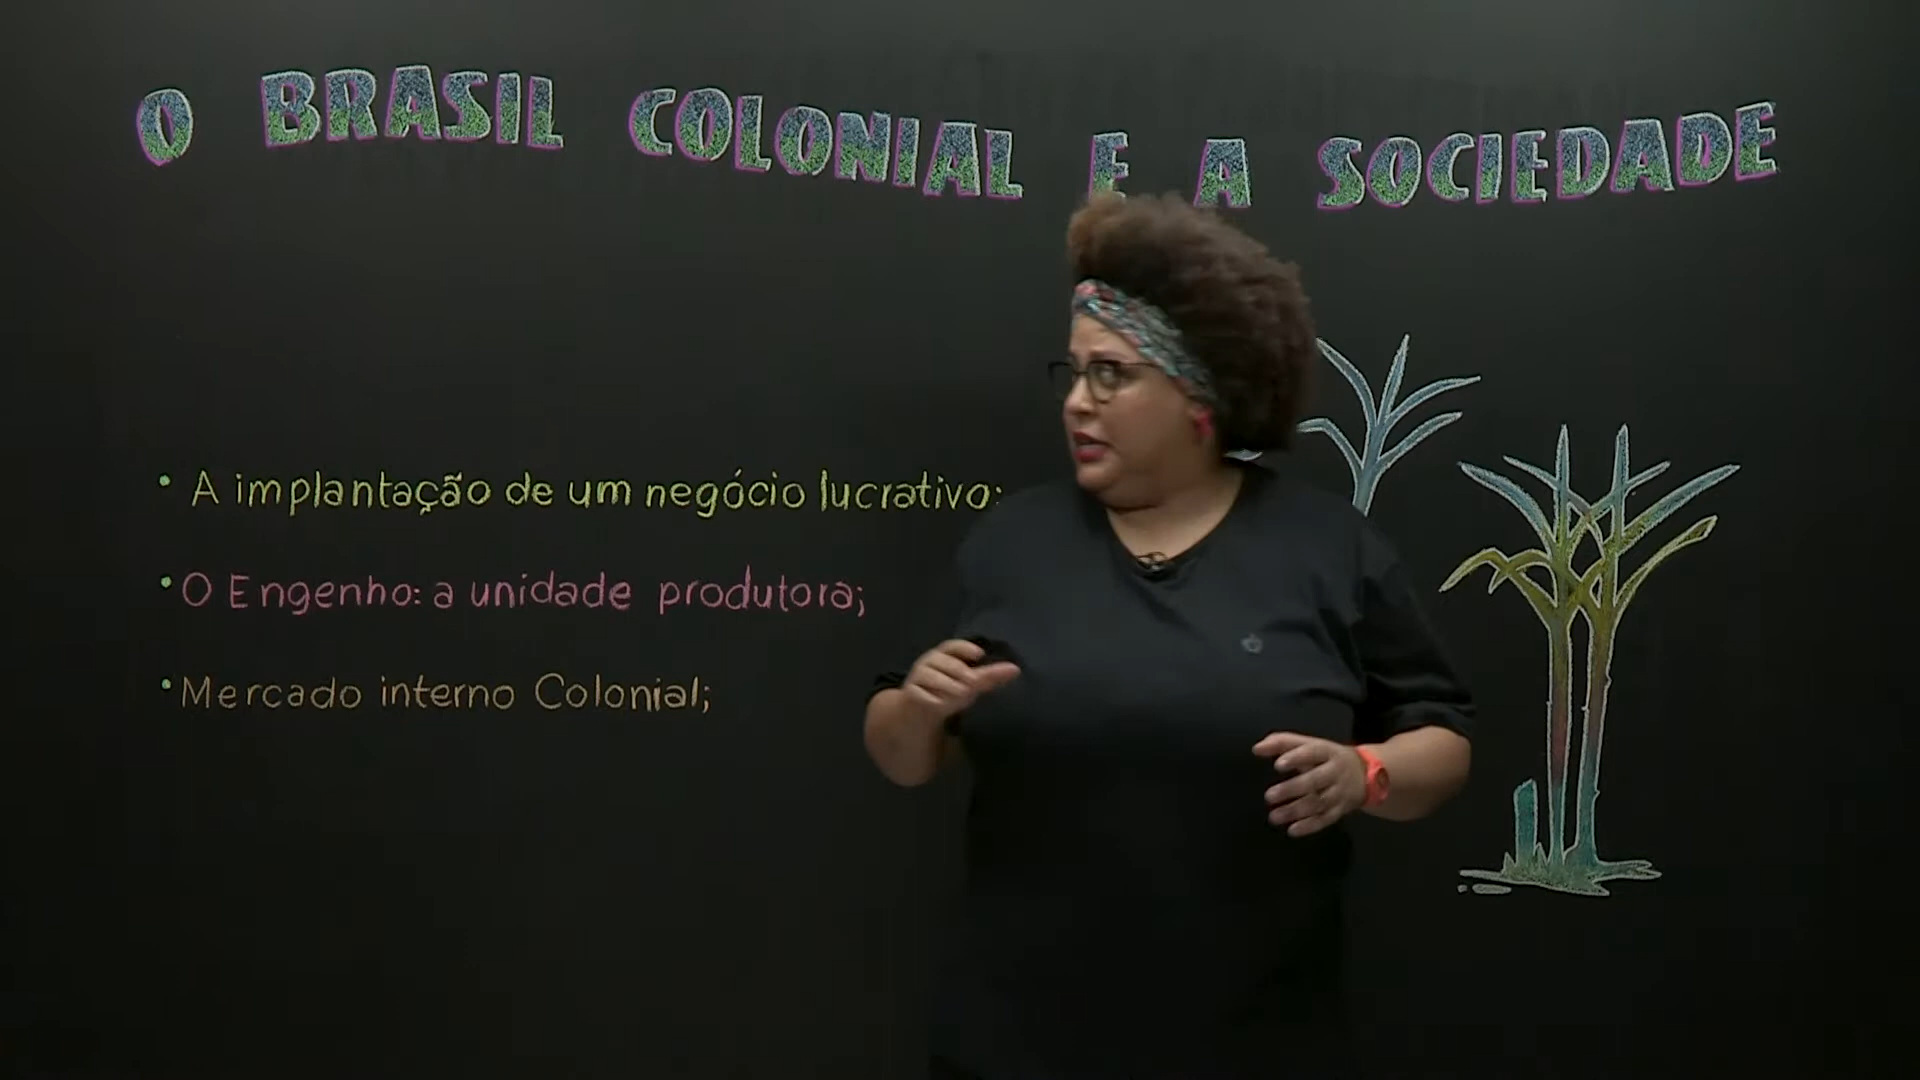 O BRASIL COLONIAL E A SOCIEDADE
• A implantação de um negócio lucrativo:
• O Engenho: a unidade produtora;
• Mercado interno Colonial;